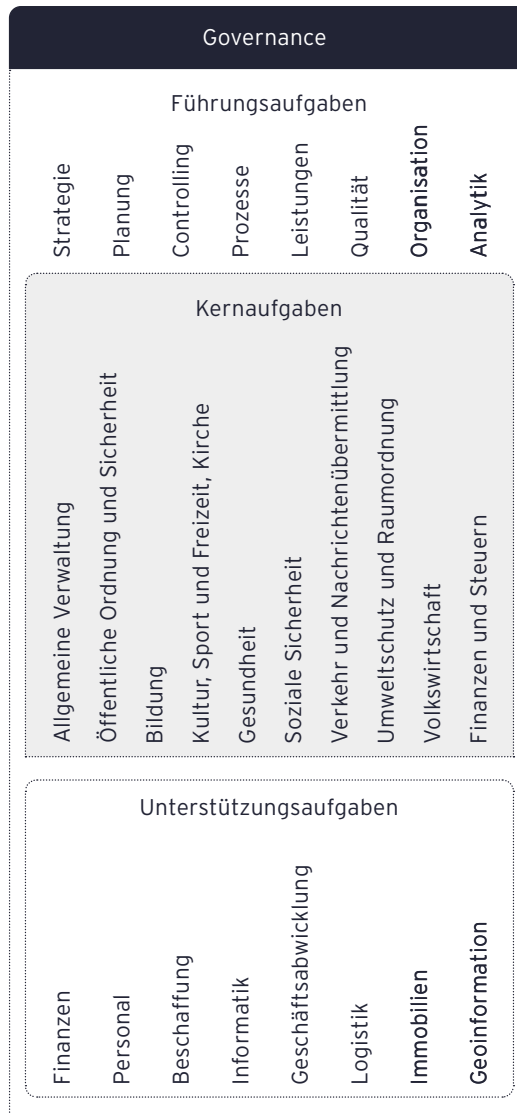 Governance
Führungsaufgaben
Strategie
Planung
Controlling
Prozesse
Leistungen
Qualität
Organisation
Analytik
Kernaufgaben
Allgemeine Verwaltung
Öffentliche Ordnung und Sicherheit
Bildung
Kultur, Sport und Freizeit, Kirche
Gesundheit
Soziale Sicherheit
Verkehr und Nachrichtenübermittlung
Umweltschutz und Raumordnung
Volkswirtschaft
Finanzen und Steuern
Unterstützungsaufgaben
Finanzen
Personal
Beschaffung
Informatik
Geschäftsabwicklung
Logistik
Immobilien
Geoinformation